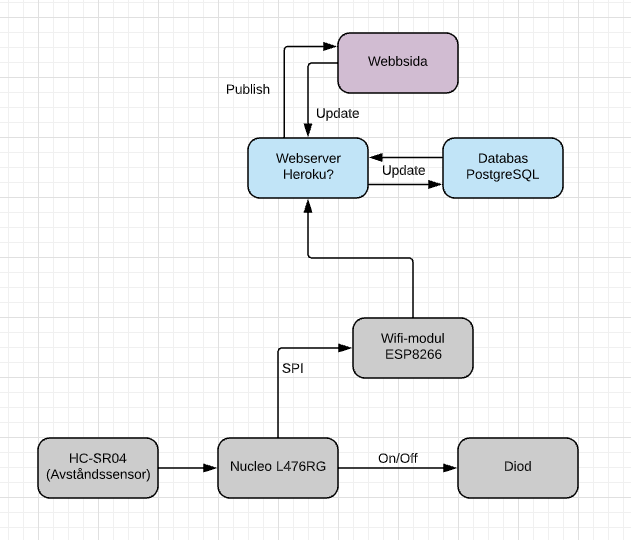 Webbsida
Publish
Update
Webserver
Heroku?
Update
Databas
PostgreSQL
Wifi-modul
ESP8266
SPI
HC-SR04
(Avståndssensor)
Nucleo L476RG
On/Off
Diod